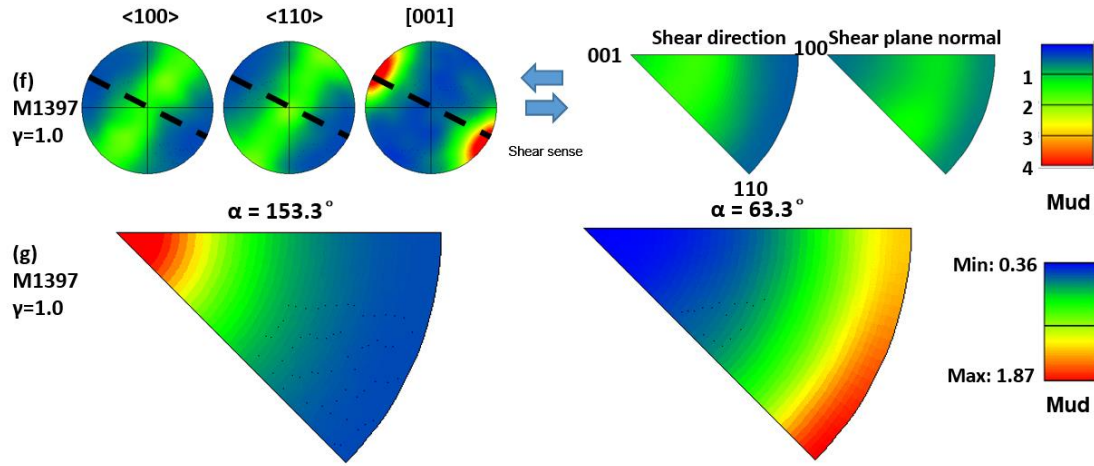 <100> <110> [001]
(f)
M1397
γ=1.0
Shear sense
Shear direction
Shear plane normal
001
100
110
1
2
3
4
Mud
α = 153.3°
α = 63.3°
(g)
M1397
γ=1.0
Min: 0.36
Max: 1.87
Mud